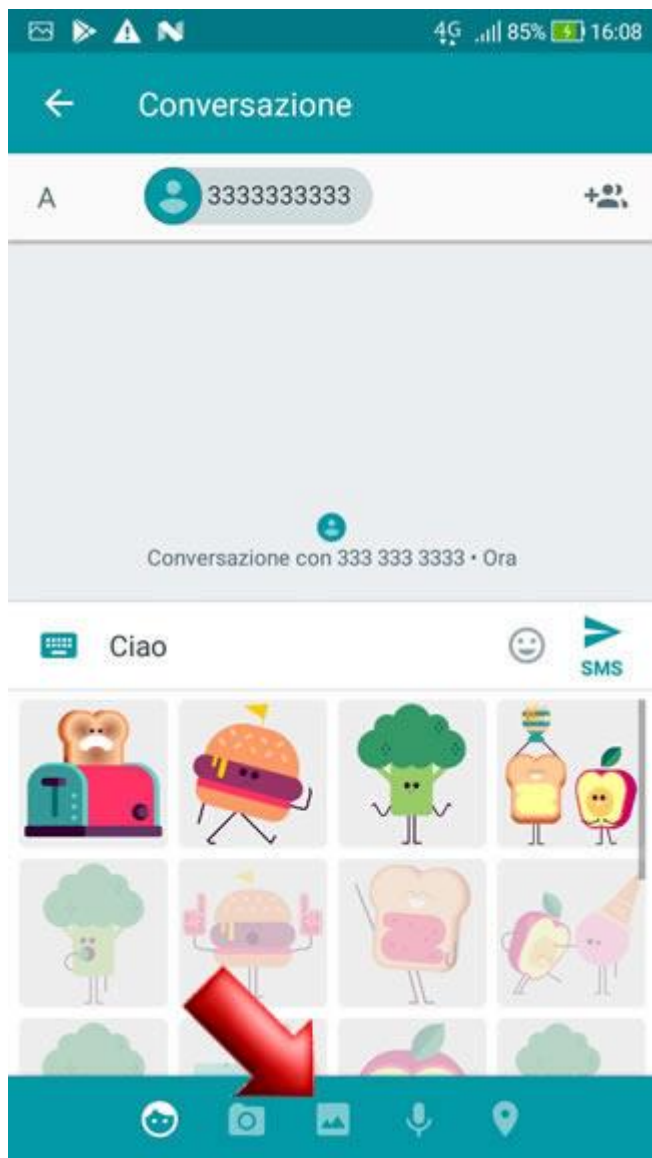 4G 85% 16:08
Conversazione
A 3333333333
Conversazione con 333 333 3333 • Ora
Ciao
SMS